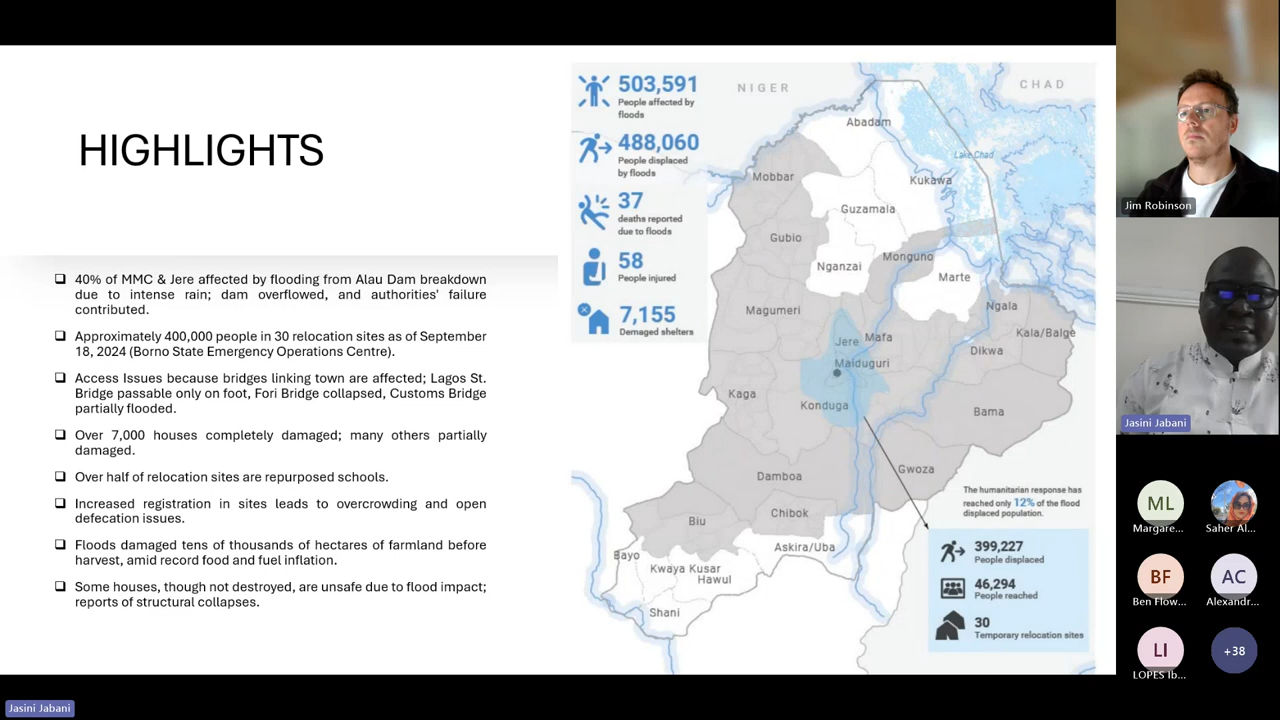 HIGHLIGHTS
❑ 40% of MMC & Jere affected by flooding from Alau Dam breakdown
due to intense rain; dam overflowed, and authorities' failure
contributed.
❑ Approximately 400,000 people in 30 relocation sites as of September
18, 2024 (Borno State Emergency Operations Centre).
❑ Access Issues because bridges linking town are affected; Lagos St.
Bridge passable only on foot, Fori Bridge collapsed, Customs Bridge
partially flooded.
❑ Over 7,000 houses completely damaged; many others partially
damaged.
❑ Over half of relocation sites are repurposed schools.
❑ Increased registration in sites leads to overcrowding and open
defecation issues.
❑ Floods damaged tens of thousands of hectares of farmland before
harvest, amid record food and fuel inflation.
❑ Some houses, though not destroyed, are unsafe due to flood impact;
reports of structural collapses.
503,591
People affected by
floods
488,060
People displaced
by floods
37
deaths reported
due to floods
58
People injured
7,155
Damaged shelters
NIGER
CHAD
Abadam
Lake Chad
Mobbar
Kukawa
Guzamala
Gubio
Monguno
Nganzai
Marte
Magumeri
Ngala
Jere
Mafa
Kala/Balge
Dikwa
Maiduguri
Kaga
Konduga
Bama
Gwoza
Damboa
Chibok
Biu
Askira/Uba
Bayo
Kwaya Kusar
Hawul
Shani
The humanitarian response has
reached only 12% of the flood
displaced population.
399,227
People displaced
46,294
People reached
30
Temporary relocation sites
Jim Robinson
Jasini Jabani
ML
Margare...
Saher Al...
BF
Ben Flow...
AC
Alexandr...
LI
LOPES Ib...
+38
Jasini Jabani